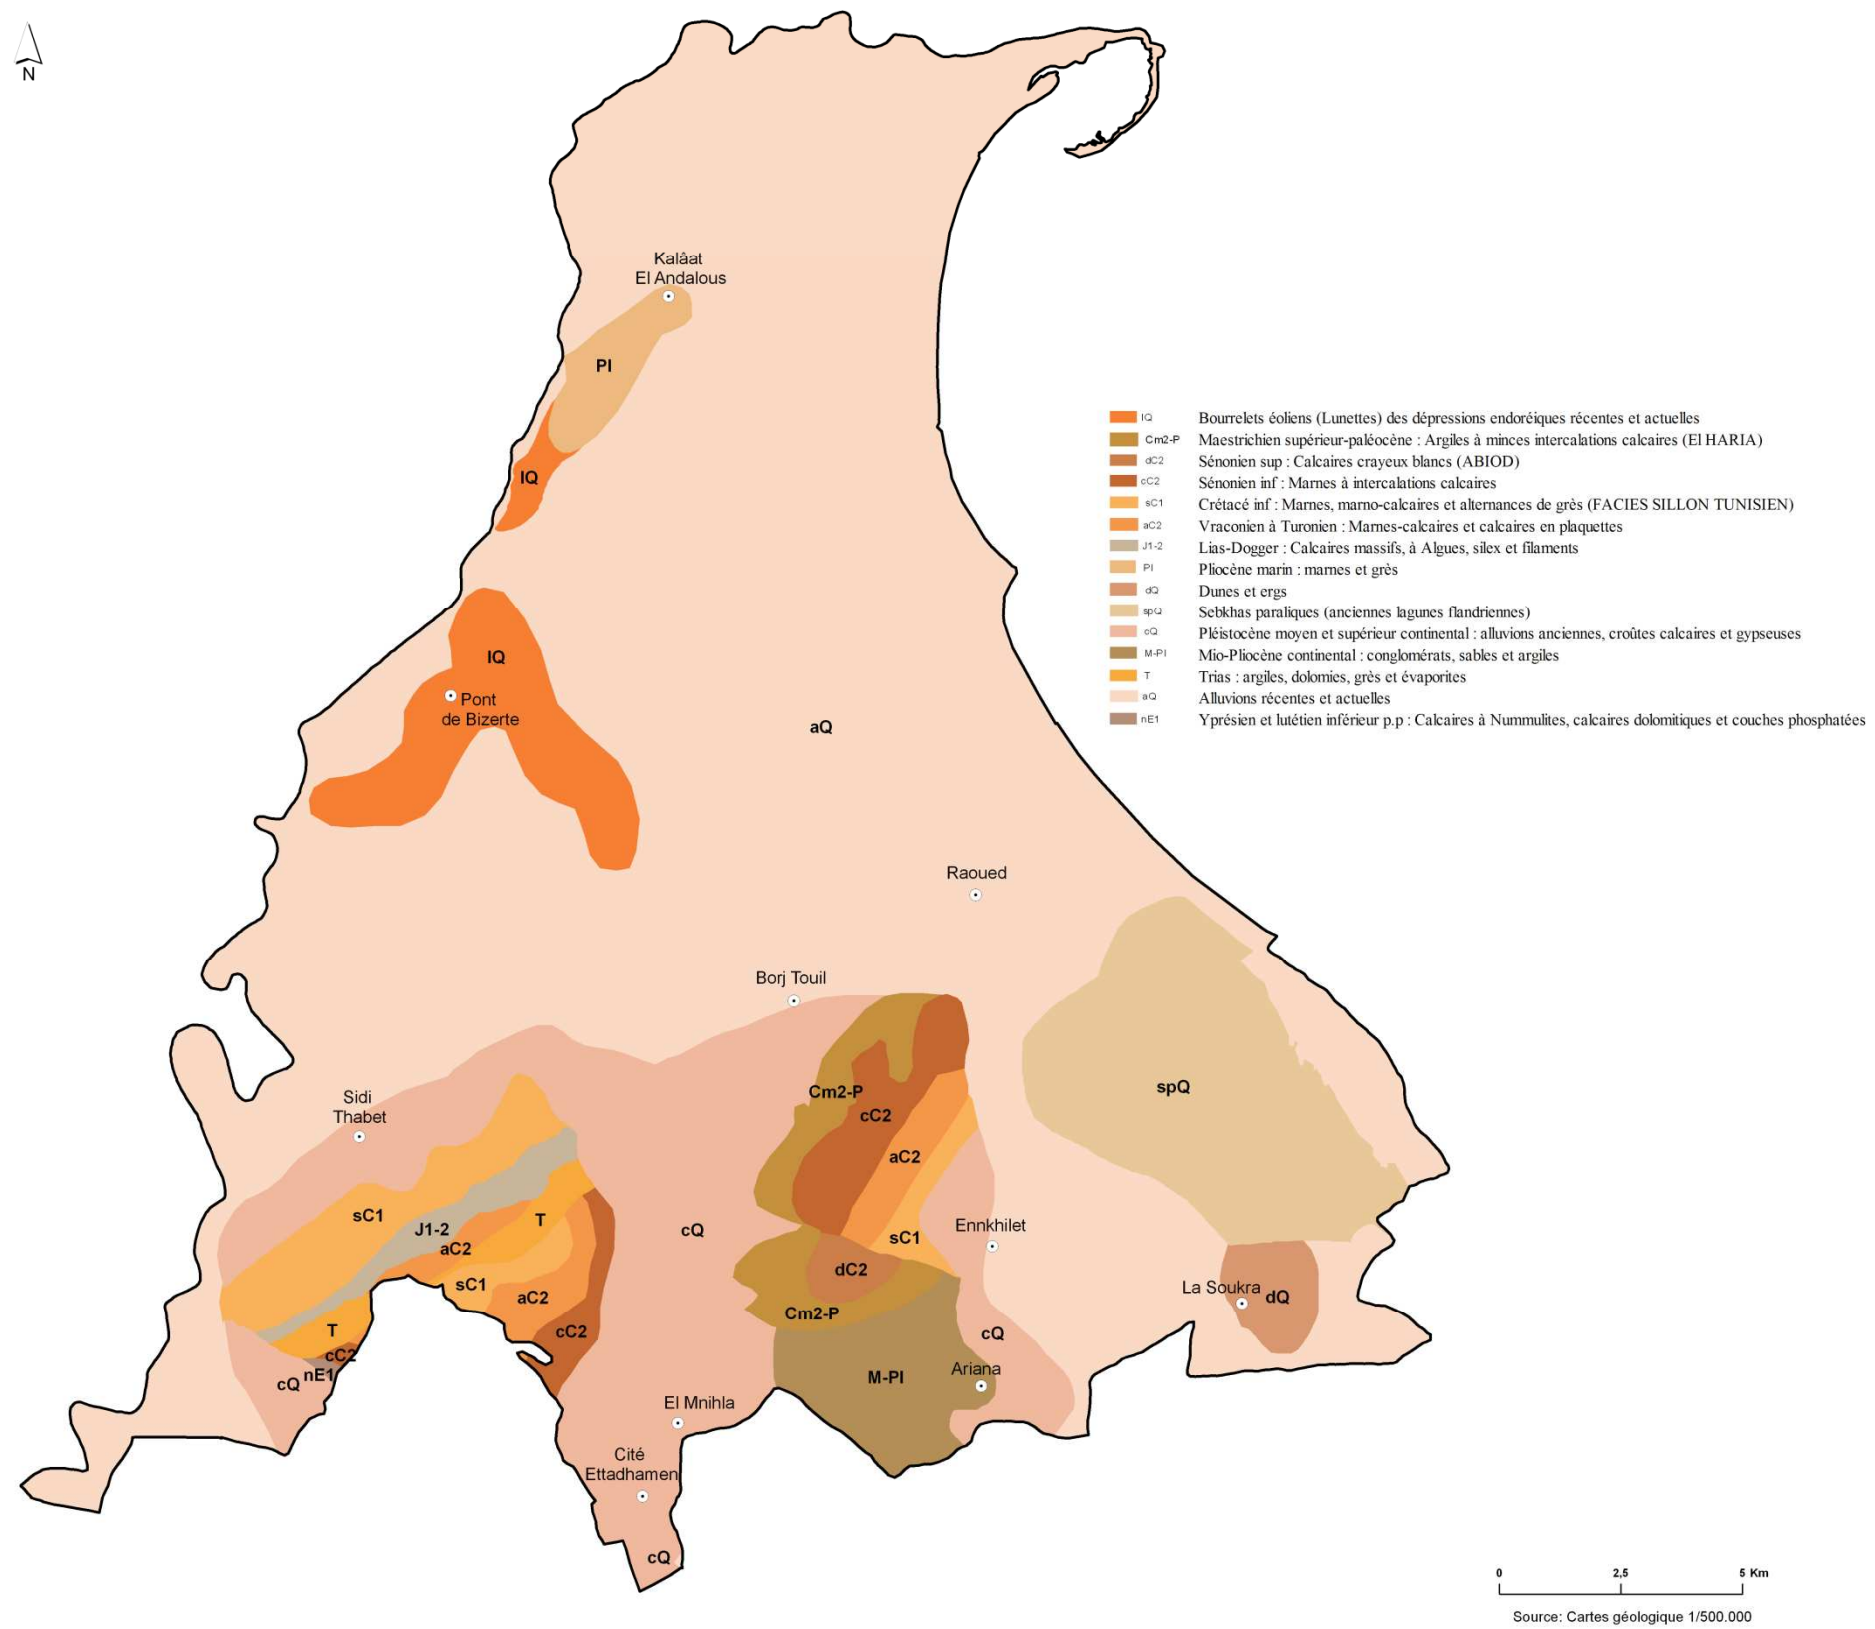 N
Kalâat
El Andalous
Pl
lQ
lQ
Pont
de Bizerte
aQ
Raoued
Borj Touil
Sidi
Thabet
spQ
Cm2-P
cC2
aC2
sC1
J1-2
aC2
T
cQ
sC1
Ennkhilet
sC1
aC2
dC2
La Soukra
dQ
Cm2-P
cC2
T
cC2
nE1
cQ
cQ
M-Pl
Ariana
El Mnihla
Cité
Ettadhamen
cQ
lQ Bourrelets éoliens (Lunettes) des dépressions endoréiques récentes et actuelles
Cm2-P Maestrichien supérieur-paléocène : Argiles à minces intercalations calcaires (El HARIA)
dC2 Sénonien sup : Calcaires crayeux blancs (ABIOD)
cC2 Sénonien inf : Marnes à intercalations calcaires
sC1 Crétacé inf : Marnes, marno-calcaires et alternances de grès (FACIES SILLON TUNISIEN)
aC2 Vraconien à Turonien : Marnes-calcaires et calcaires en plaquettes
J1-2 Lias-Dogger : Calcaires massifs, à Algues, silex et filaments
Pl Pliocène marin : marnes et grès
dQ Dunes et ergs
spQ Sebkhas paraliques (anciennes lagunes flandriennes)
cQ Pléistocène moyen et supérieur continental : alluvions anciennes, croûtes calcaires et gypseuses
M-Pl Mio-Pliocène continental : conglomérats, sables et argiles
T Trias : argiles, dolomies, grès et évaporites
aQ Alluvions récentes et actuelles
nE1 Yprésien et lutétien inférieur p.p : Calcaires à Nummulites, calcaires dolomitiques et couches phosphatées
0 2,5 5 Km
Source: Cartes géologique 1/500.000